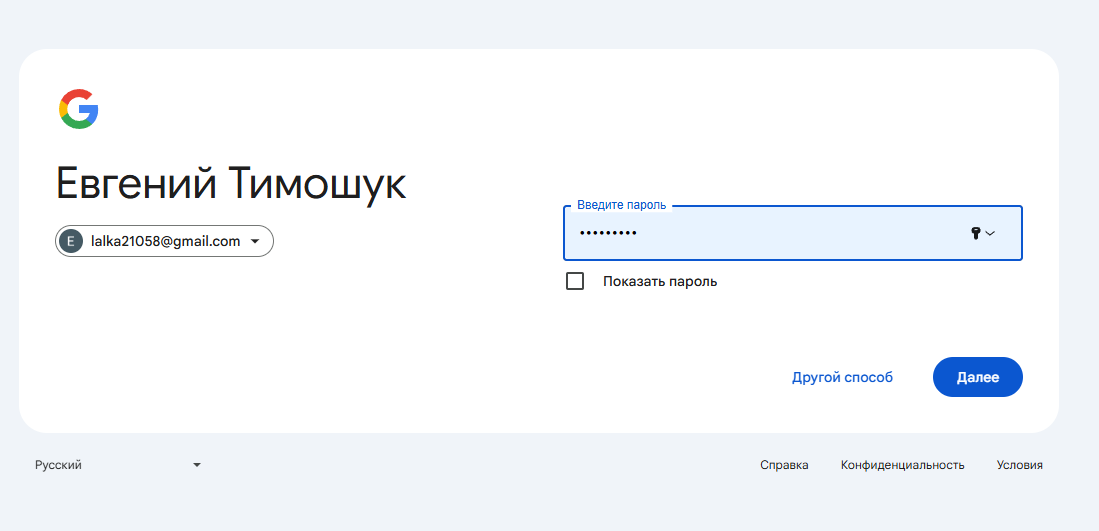 Евгений Тимошук
E lalka21058@gmail.com
Введите пароль
•••••••••
Показать пароль
Другой способ
Далее
Русский
Справка
Конфиденциальность
Условия